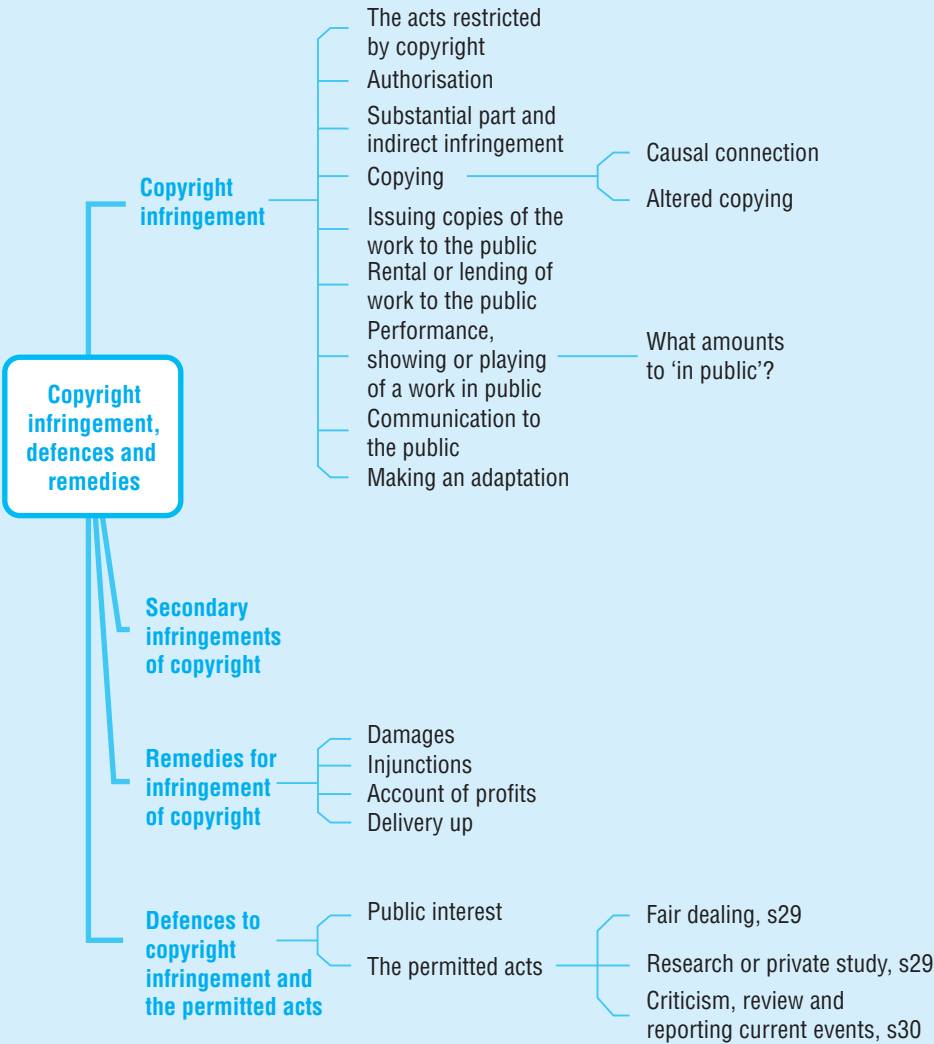 Copyright
infringement,
defences and
remedies
Copyright
infringement
The acts restricted
by copyright
Authorisation
Substantial part and
indirect infringement
Copying
Causal connection
Altered copying
Issuing copies of the
work to the public
Rental or lending of
work to the public
Performance,
showing or playing
of a work in public
What amounts
to ‘in public’?
Communication to
the public
Making an adaptation
Secondary
infringements
of copyright
Remedies for
infringement
of copyright
Damages
Injunctions
Account of profits
Delivery up
Defences to
copyright
infringement and
the permitted acts
Public interest
The permitted acts
Fair dealing, s29
Research or private study, s29
Criticism, review and
reporting current events, s30